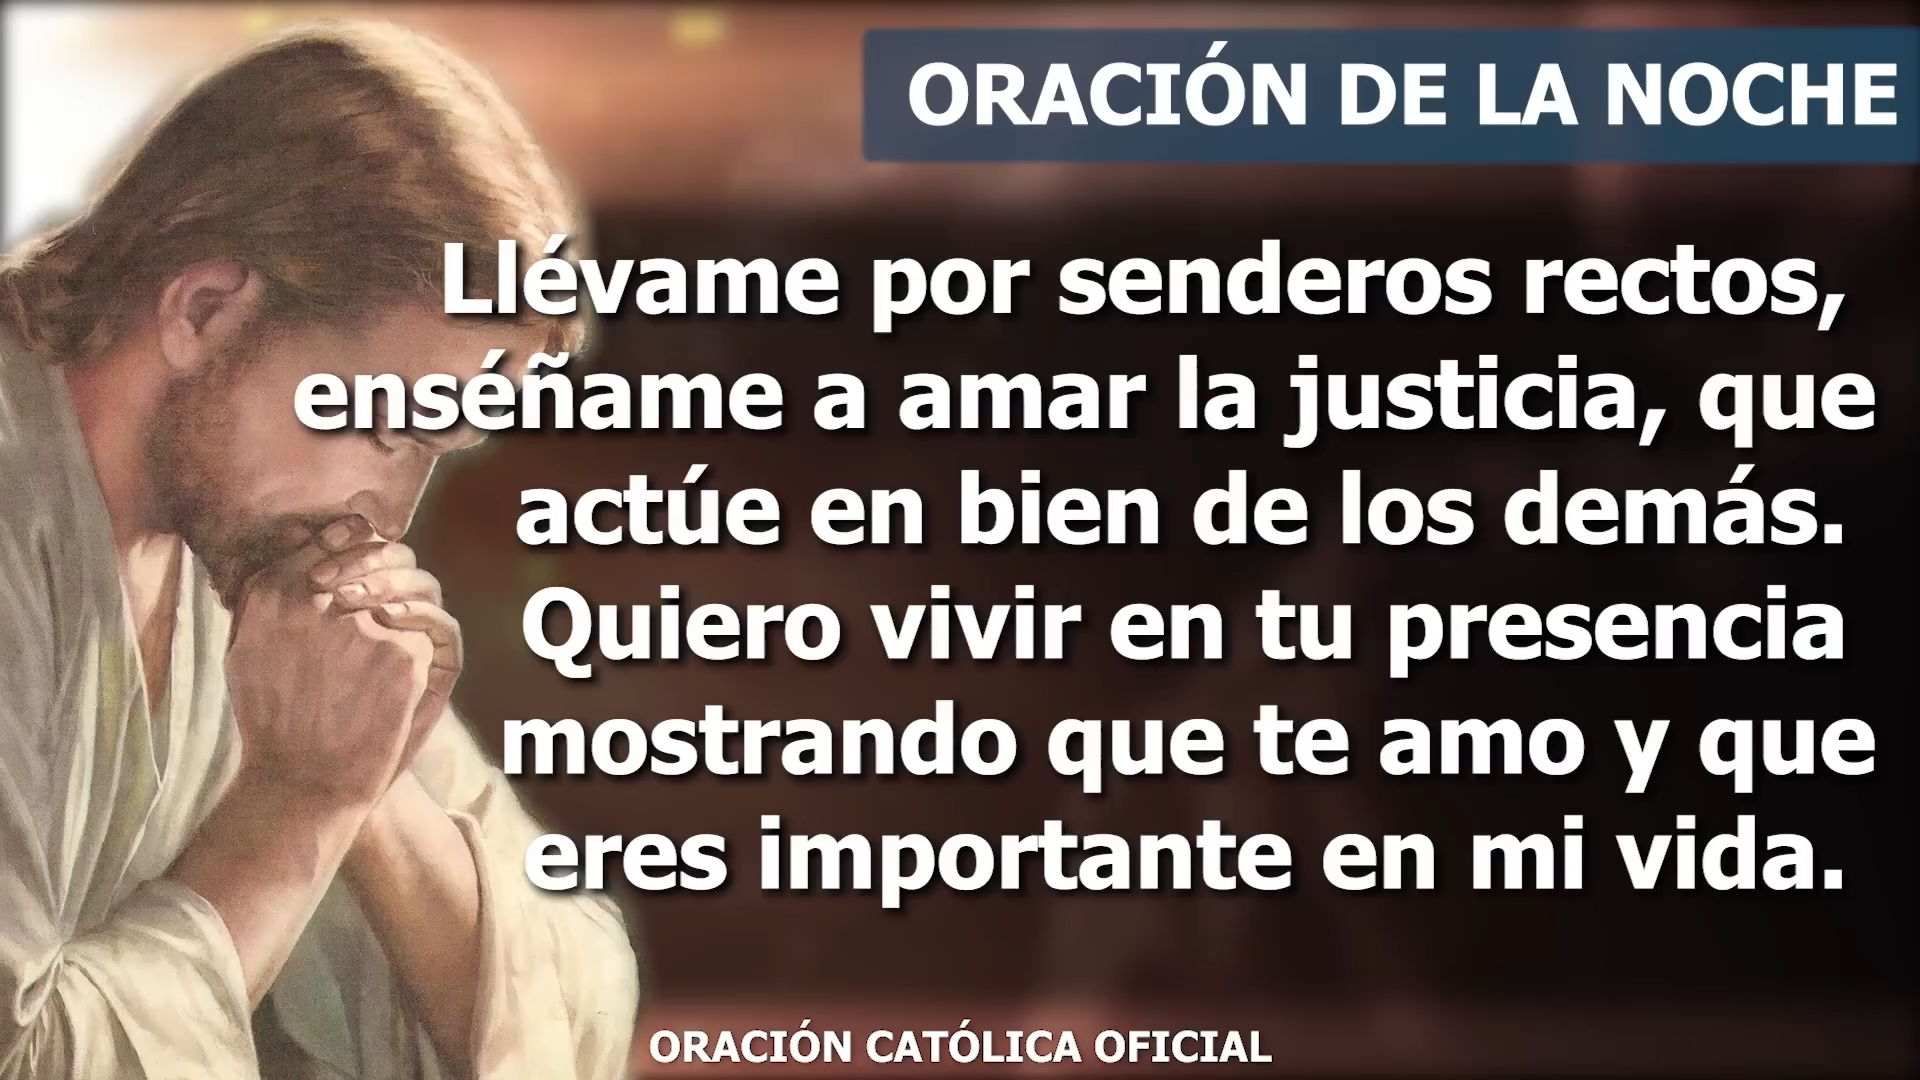 ORACIÓN DE LA NOCHE
Llévame por senderos rectos,
enséñame a amar la justicia, que
actúe en bien de los demás.
Quiero vivir en tu presencia
mostrando que te amo y que
eres importante en mi vida.
ORACIÓN CATÓLICA OFICIAL